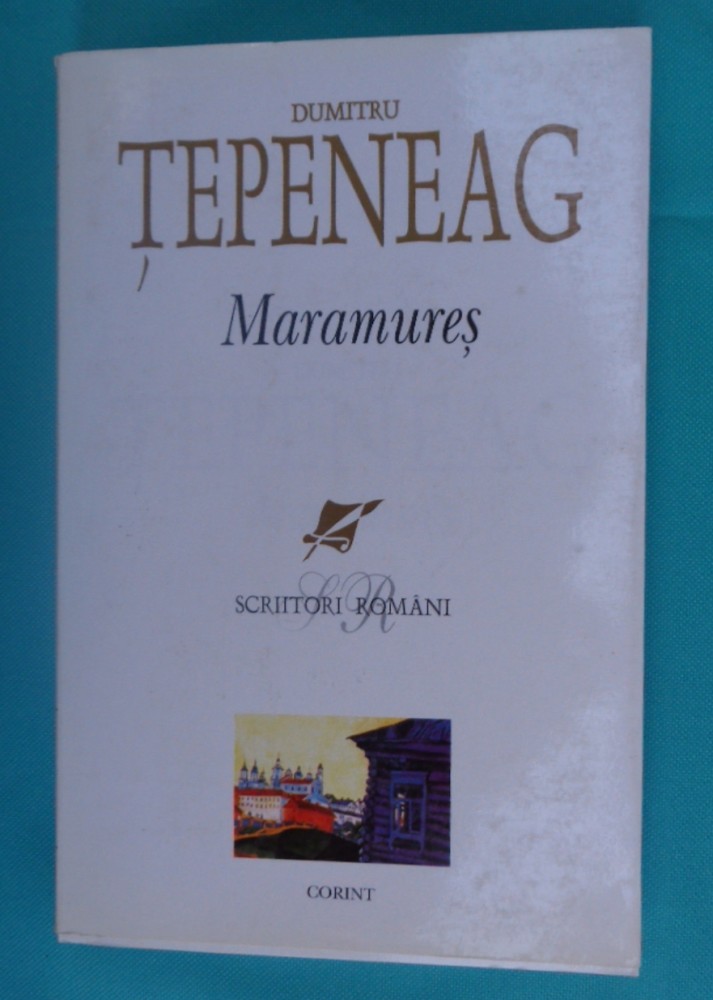 DUMITRU
ȚEPENEAG
Maramureș
SR
SCRIITORI ROMÂNI
CORINT